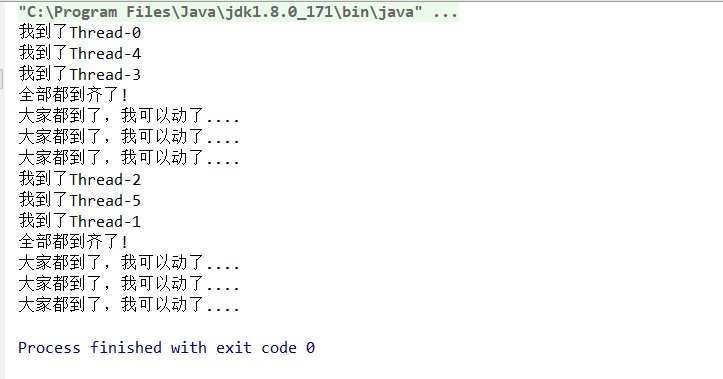 "C:\Program Files\Java\jdk1.8.0_171\bin\java" ...
我到了Thread-0
我到了Thread-4
我到了Thread-3
全部都到齐了!
大家都到了，我可以动了....
大家都到了，我可以动了....
大家都到了，我可以动了....
我到了Thread-2
我到了Thread-5
我到了Thread-1
全部都到齐了!
大家都到了，我可以动了....
大家都到了，我可以动了....
大家都到了，我可以动了....
Process finished with exit code 0